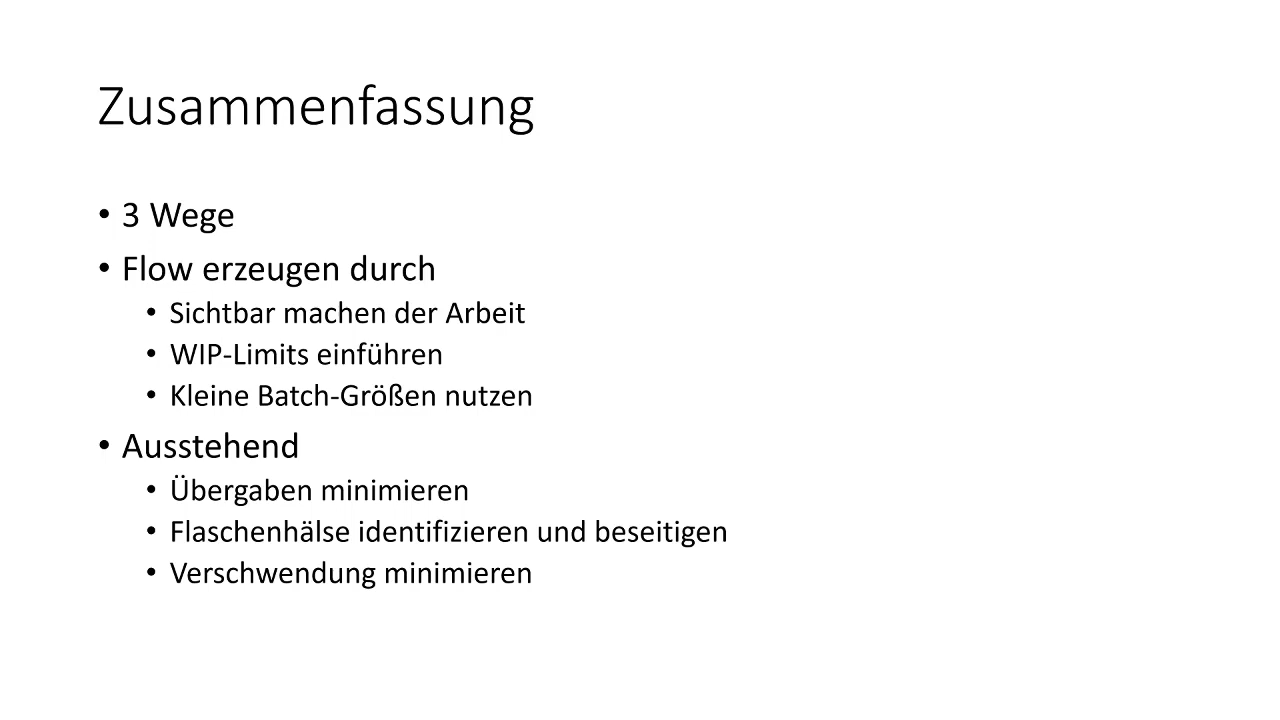 Zusammenfassung
• 3 Wege
• Flow erzeugen durch
• Sichtbar machen der Arbeit
• WIP-Limits einführen
• Kleine Batch-Größen nutzen
• Ausstehend
• Übergaben minimieren
• Flaschenhälse identifizieren und beseitigen
• Verschwendung minimieren